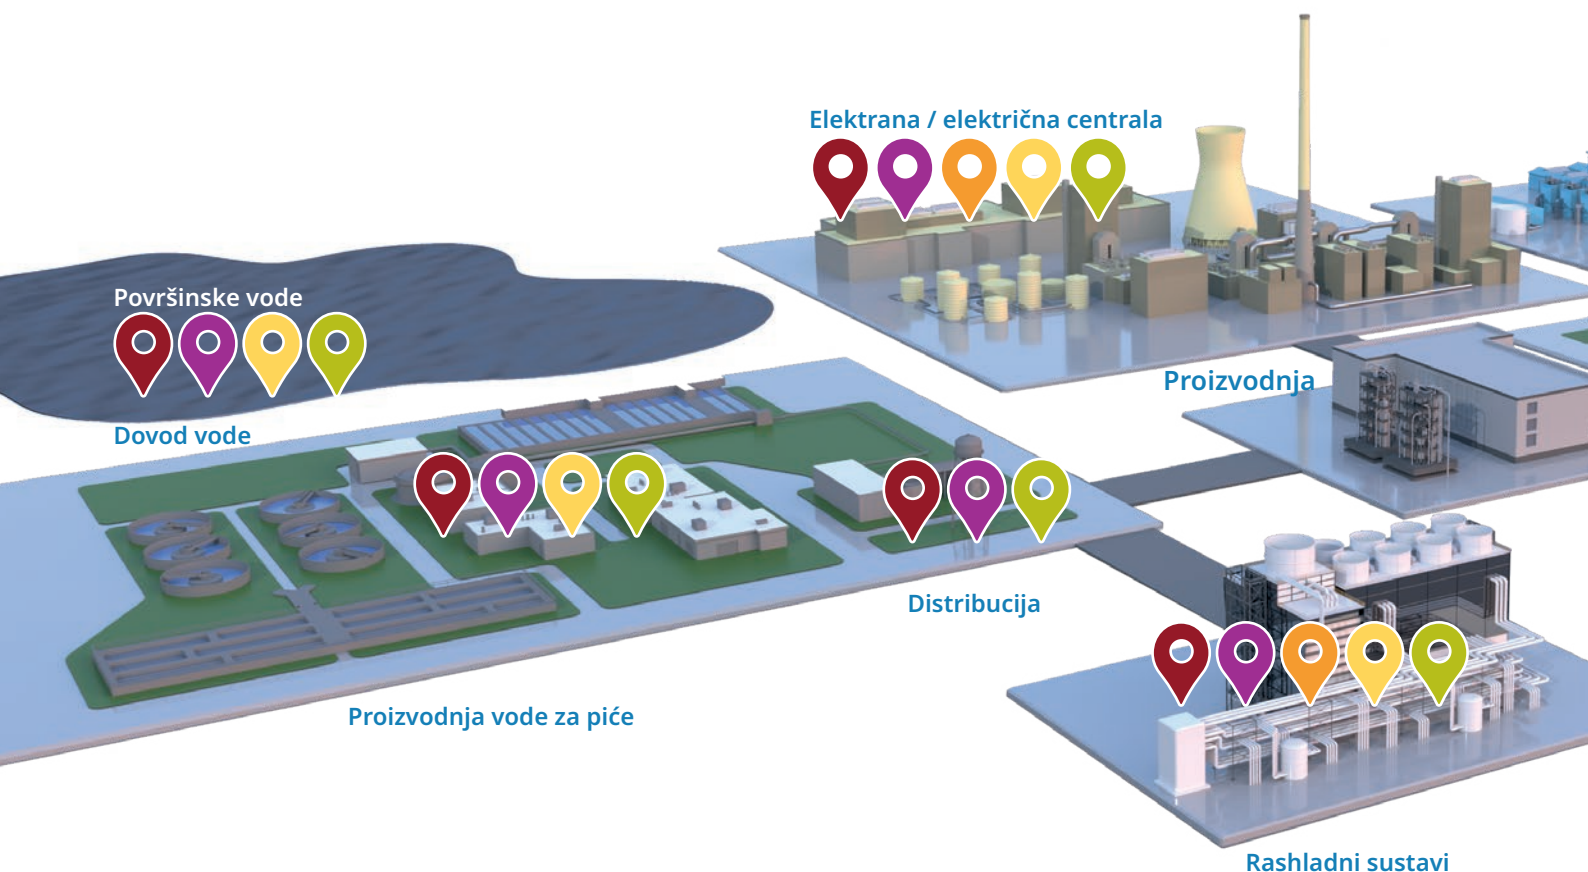 Elektrana / električna centrala
Površinske vode
Proizvodnja
Dovod vode
Distribucija
Proizvodnja vode za piće
Rashladni sustavi